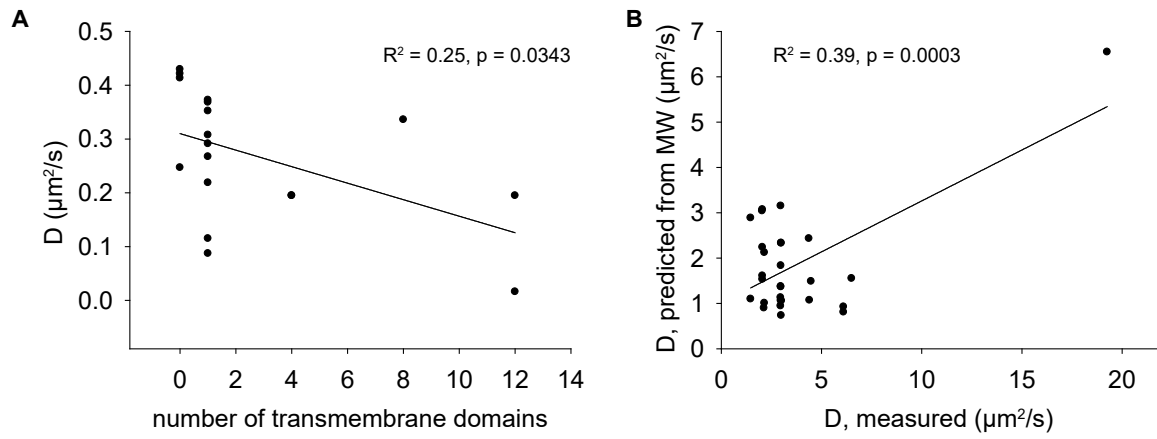 A
R² = 0.25, p = 0.0343
D (µm²/s)
0.5
0.4
0.3
0.2
0.1
0.0
0 2 4 6 8 10 12 14
number of transmembrane domains
B
R² = 0.39, p = 0.0003
D, predicted from MW (µm²/s)
7
6
5
4
3
2
1
0
0 5 10 15 20
D, measured (µm²/s)